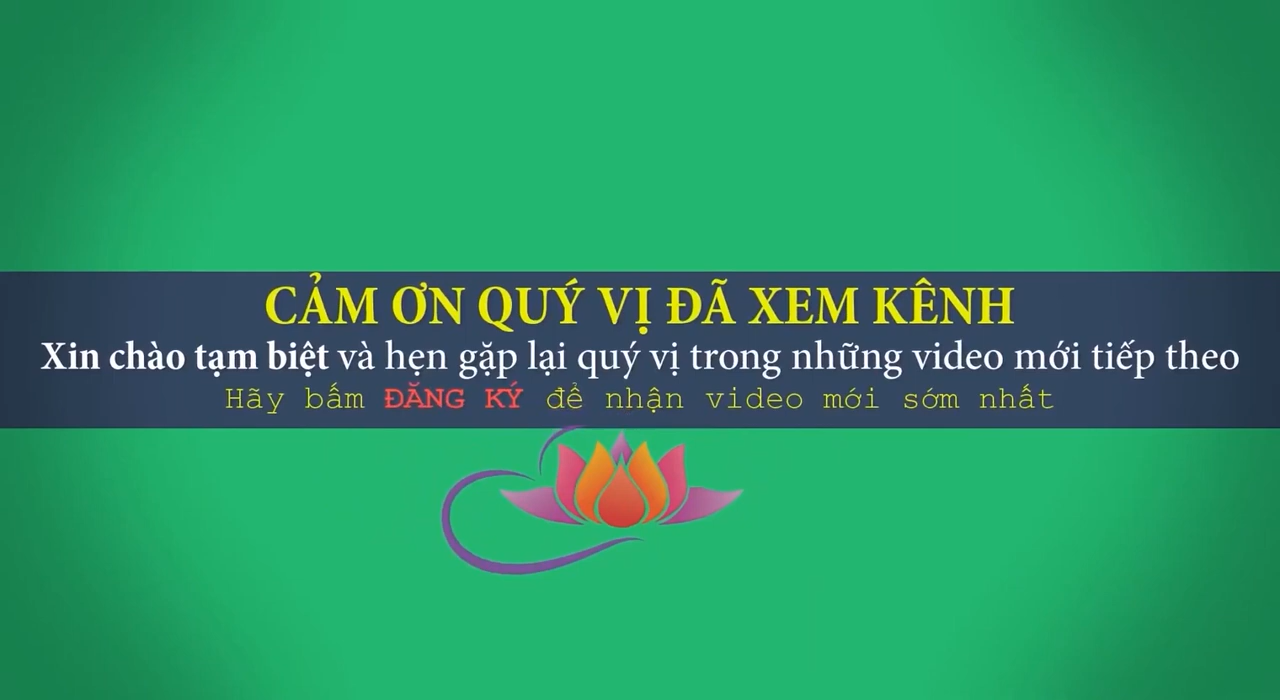 CẢM ƠN QUÝ VỊ ĐÃ XEM KÊNH
Xin chào tạm biệt và hẹn gặp lại quý vị trong những video mới tiếp theo
Hãy bấm ĐĂNG KÝ để nhận video mới sớm nhất